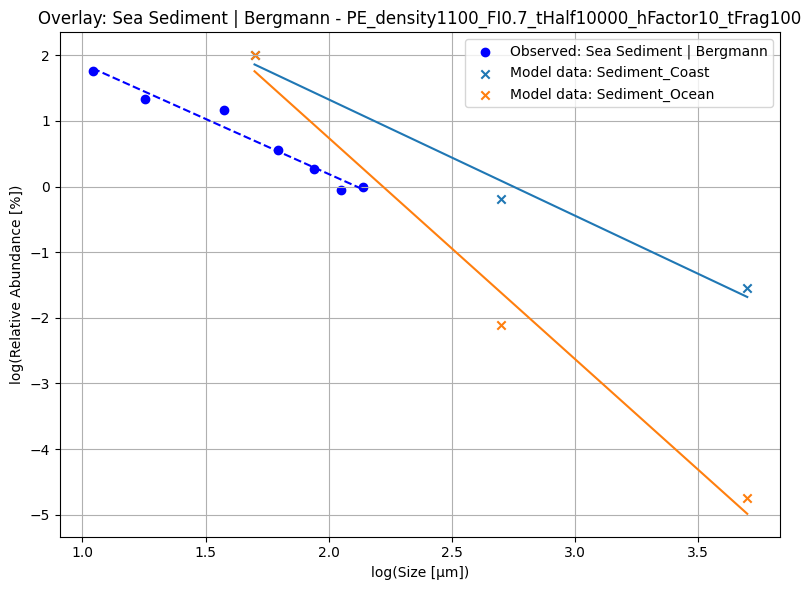 Overlay: Sea Sediment | Bergmann - PE_density1100_FI0.7_tHalf10000_hFactor10_tFrag100
Observed: Sea Sediment | Bergmann
Model data: Sediment_Coast
Model data: Sediment_Ocean
log(Relative Abundance [%])
2
1
0
−1
−2
−3
−4
−5
1.0 1.5 2.0 2.5 3.0 3.5
log(Size [µm])